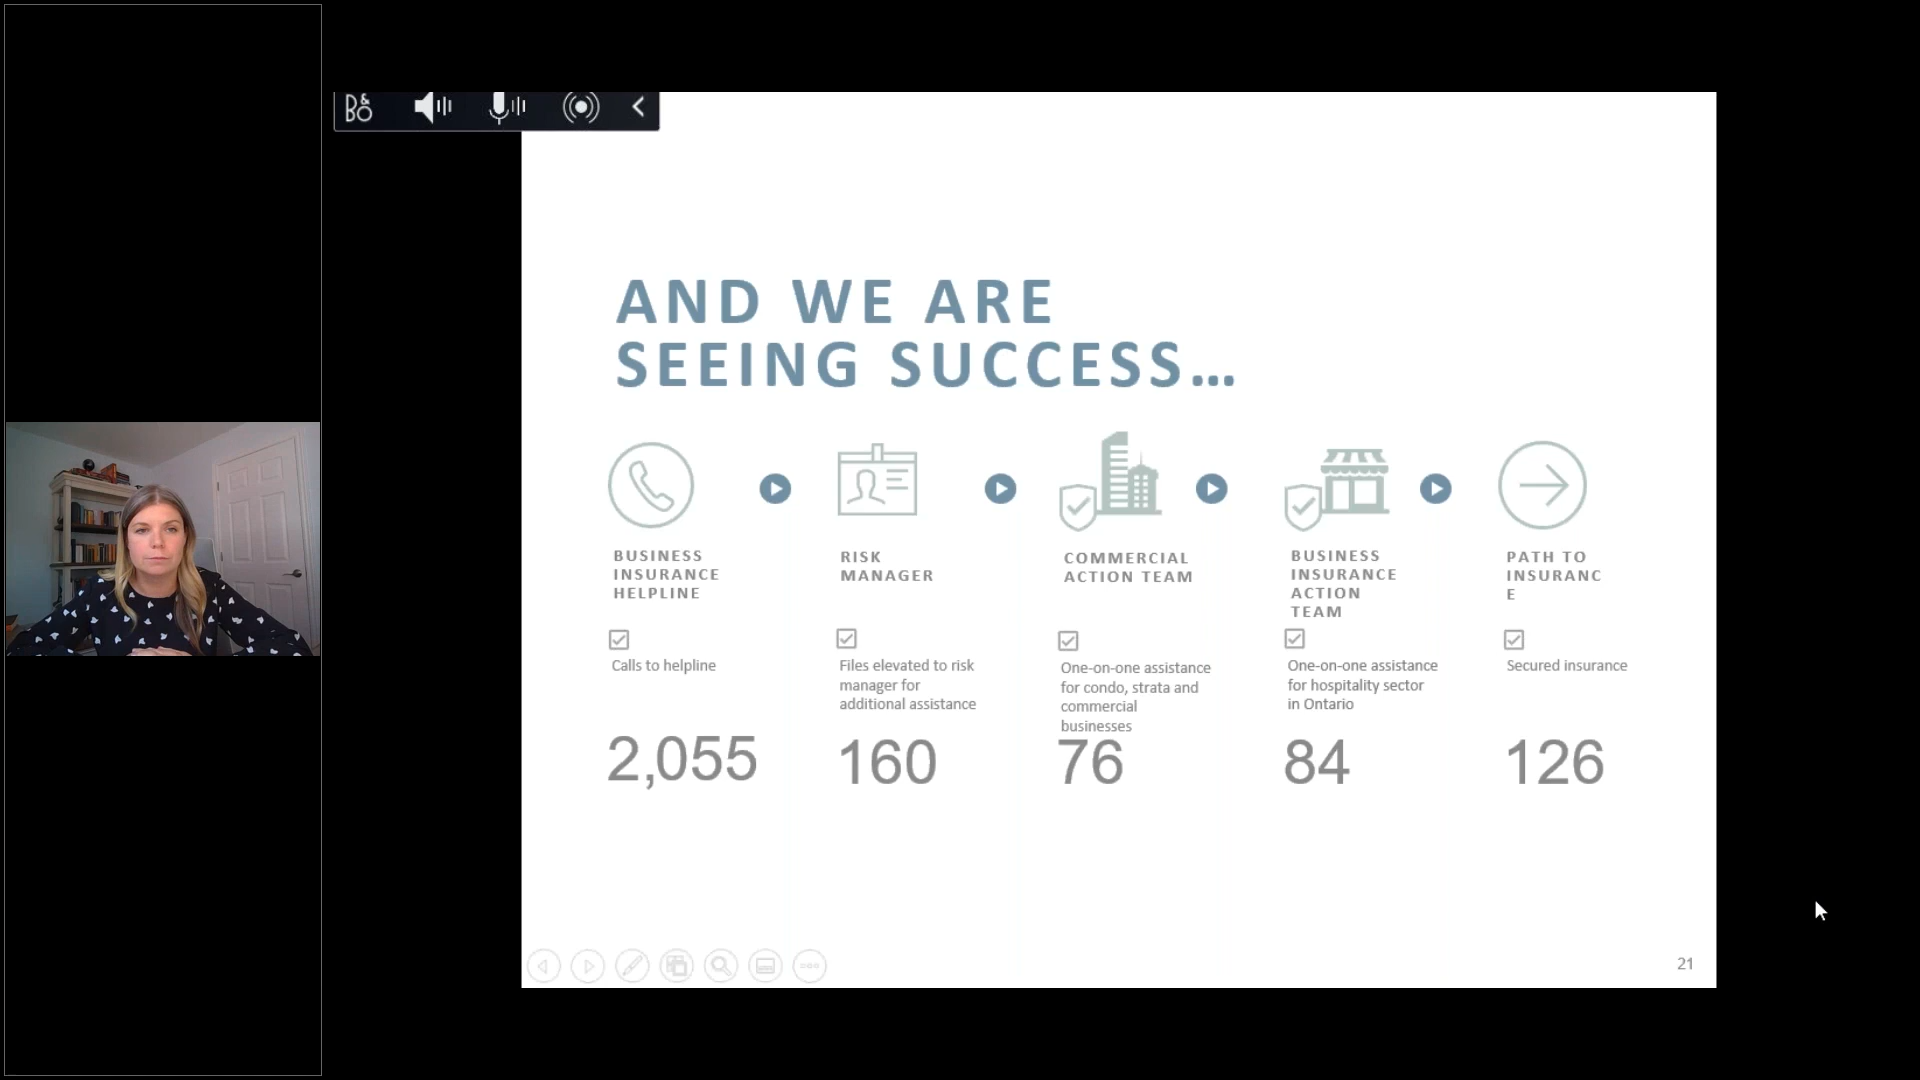 B&O
AND WE ARE
SEEING SUCCESS...
BUSINESS
INSURANCE
HELPLINE
Calls to helpline
2,055
RISK
MANAGER
Files elevated to risk
manager for
additional assistance
160
COMMERCIAL
ACTION TEAM
One-on-one assistance
for condo, strata and
commercial
businesses
76
BUSINESS
INSURANCE
ACTION
TEAM
One-on-one assistance
for hospitality sector
in Ontario
84
PATH TO
INSURANC
E
Secured insurance
126
21